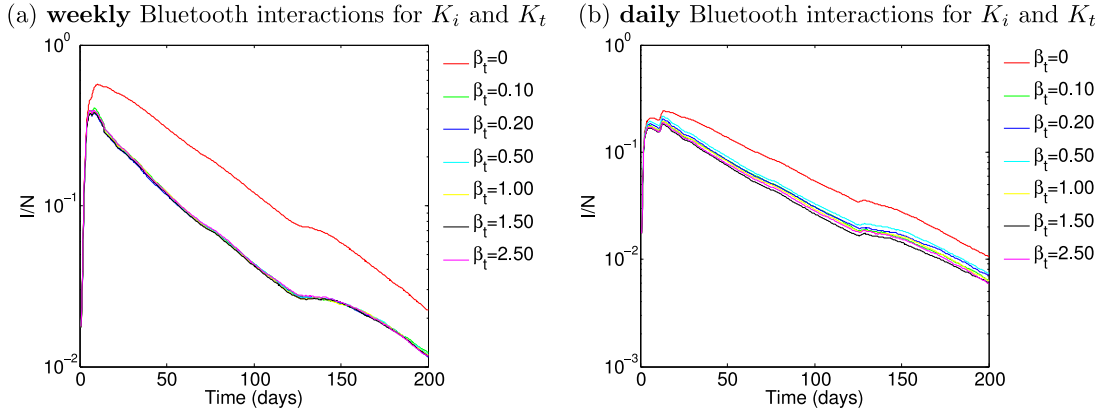 (a) weekly Bluetooth interactions for K_i and K_t
10^0
10^-1
10^-2
I/N
0 50 100 150 200
Time (days)
β_t=0
β_t=0.10
β_t=0.20
β_t=0.50
β_t=1.00
β_t=1.50
β_t=2.50
(b) daily Bluetooth interactions for K_i and K_t
10^0
10^-1
10^-2
10^-3
I/N
0 50 100 150 200
Time (days)
β_t=0
β_t=0.10
β_t=0.20
β_t=0.50
β_t=1.00
β_t=1.50
β_t=2.50